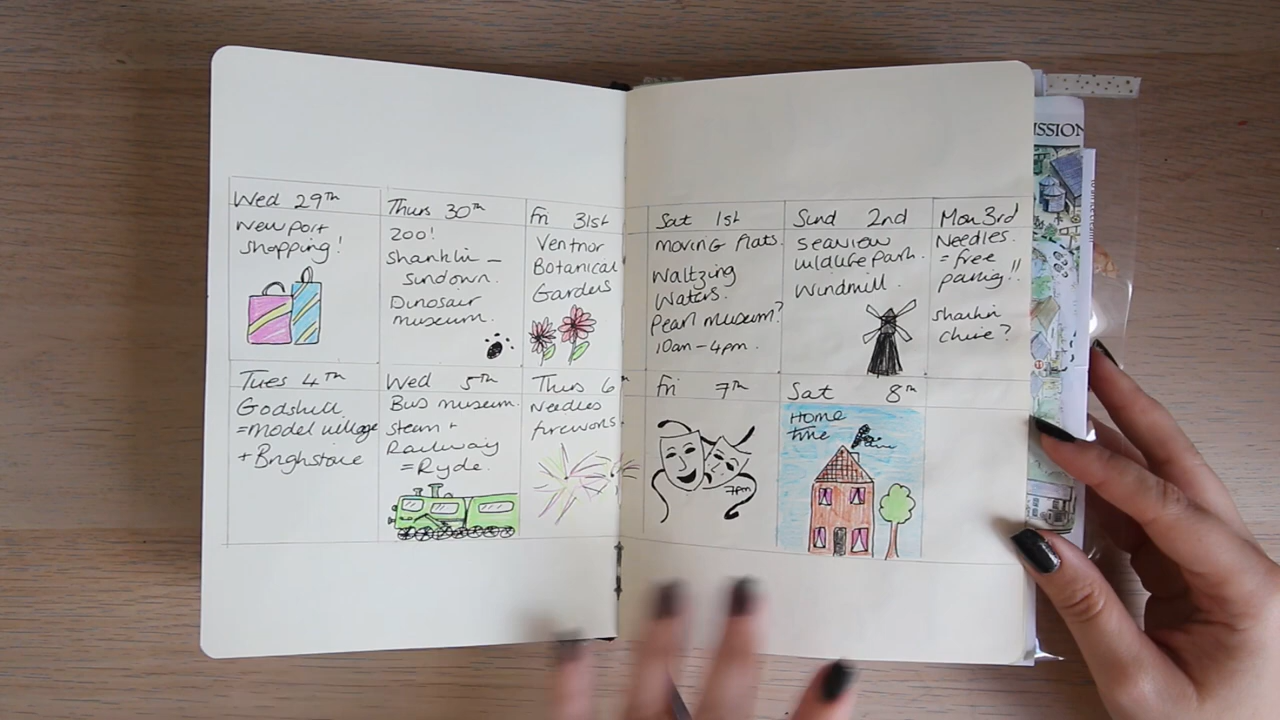 Wed 29TH
Newport
shopping!
Thurs 30TH
Zoo!
Shanklin -
Sundown.
Dinosaur
museum.
Fri 31st
Ventnor
Botanical
Gardens
Sat 1st
moving flats.
Waltzing
Waters.
Pearl museum?
10am - 4pm.
Sund 2nd
seaview
wildlife park.
Windmill.
Mon 3rd
Needles.
= free
parking!!
Chine?
Tues 4TH
Godshill
=model village
+ Brighstone
Wed 5TH
Bus museum.
steam +
Railway
=Ryde.
Thurs 6TH
Needles
fireworks
Fri 7TH
7pm
Sat 8TH
Home
time
ISSION